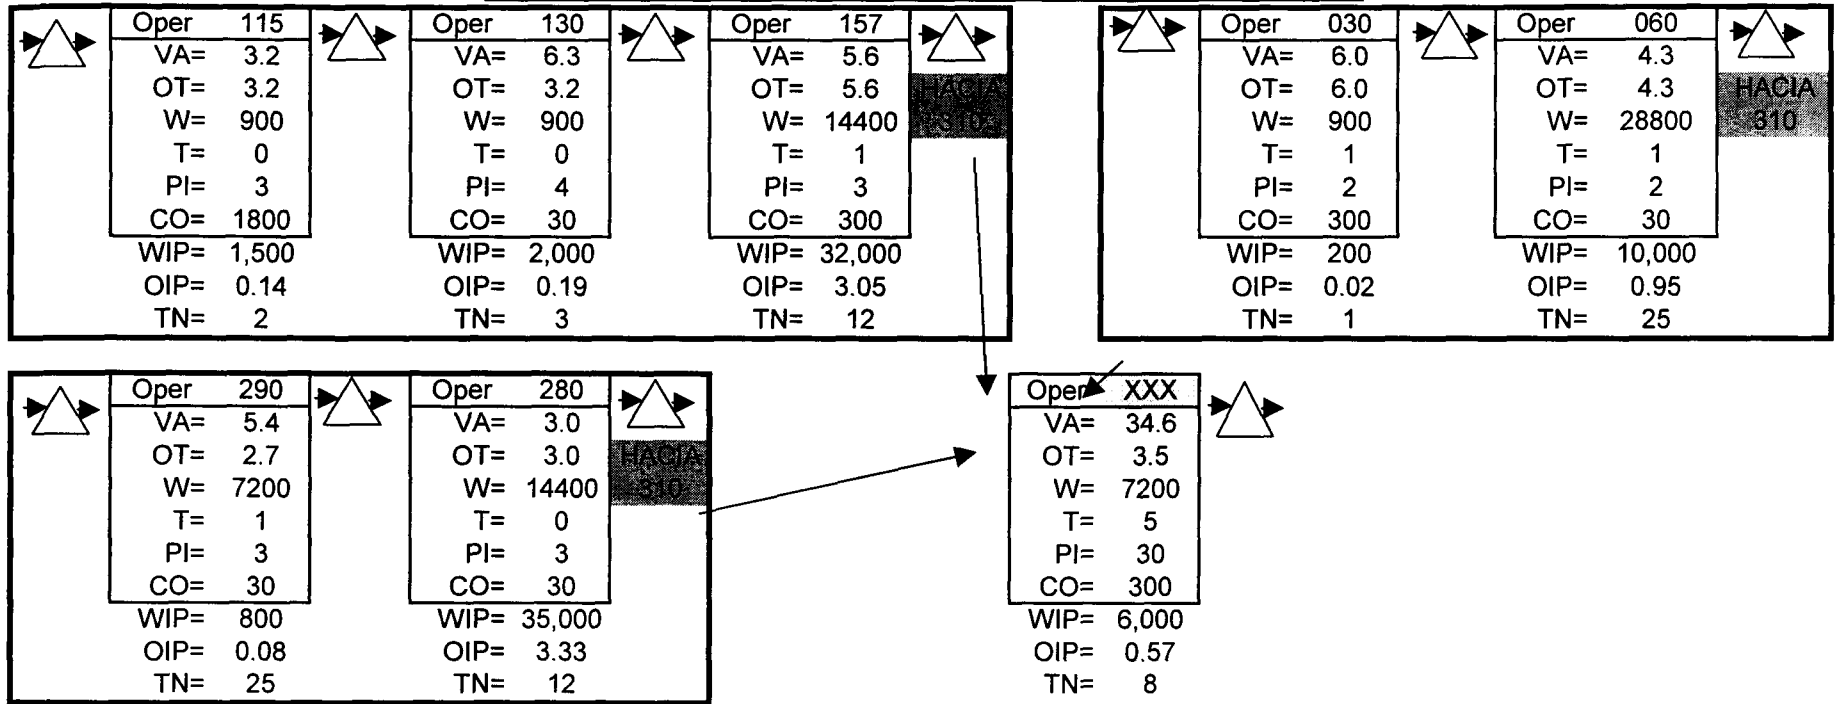 Oper 115
VA= 3.2
OT= 3.2
W= 900
T= 0
PI= 3
CO= 1800
WIP= 1,500
OIP= 0.14
TN= 2
Oper 130
VA= 6.3
OT= 3.2
W= 900
T= 0
PI= 4
CO= 30
WIP= 2,000
OIP= 0.19
TN= 3
Oper 157
VA= 5.6
OT= 5.6
W= 14400
T= 1
PI= 3
CO= 300
WIP= 32,000
OIP= 3.05
TN= 12
HACIA
310
Oper 030
VA= 6.0
OT= 6.0
W= 900
T= 1
PI= 2
CO= 300
WIP= 200
OIP= 0.02
TN= 1
Oper 060
VA= 4.3
OT= 4.3
W= 28800
T= 1
PI= 2
CO= 30
WIP= 10,000
OIP= 0.95
TN= 25
HACIA
310
Oper 290
VA= 5.4
OT= 2.7
W= 7200
T= 1
PI= 3
CO= 30
WIP= 800
OIP= 0.08
TN= 25
Oper 280
VA= 3.0
OT= 3.0
W= 14400
T= 0
PI= 3
CO= 30
WIP= 35,000
OIP= 3.33
TN= 12
HACIA
310
Oper XXX
VA= 34.6
OT= 3.5
W= 7200
T= 5
PI= 30
CO= 300
WIP= 6,000
OIP= 0.57
TN= 8